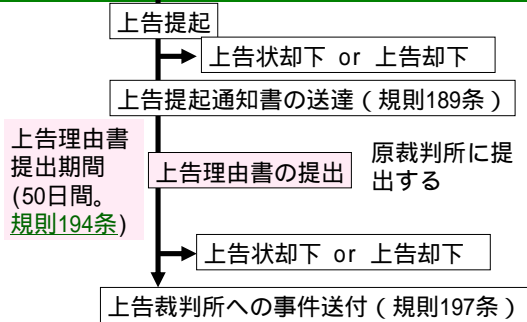 上告提起
上告状却下 or 上告却下
上告提起通知書の送達（規則189条）
上告理由書
提出期間
(50日間。
規則194条)
上告理由書の提出
原裁判所に提
出する
上告状却下 or 上告却下
上告裁判所への事件送付（規則197条）